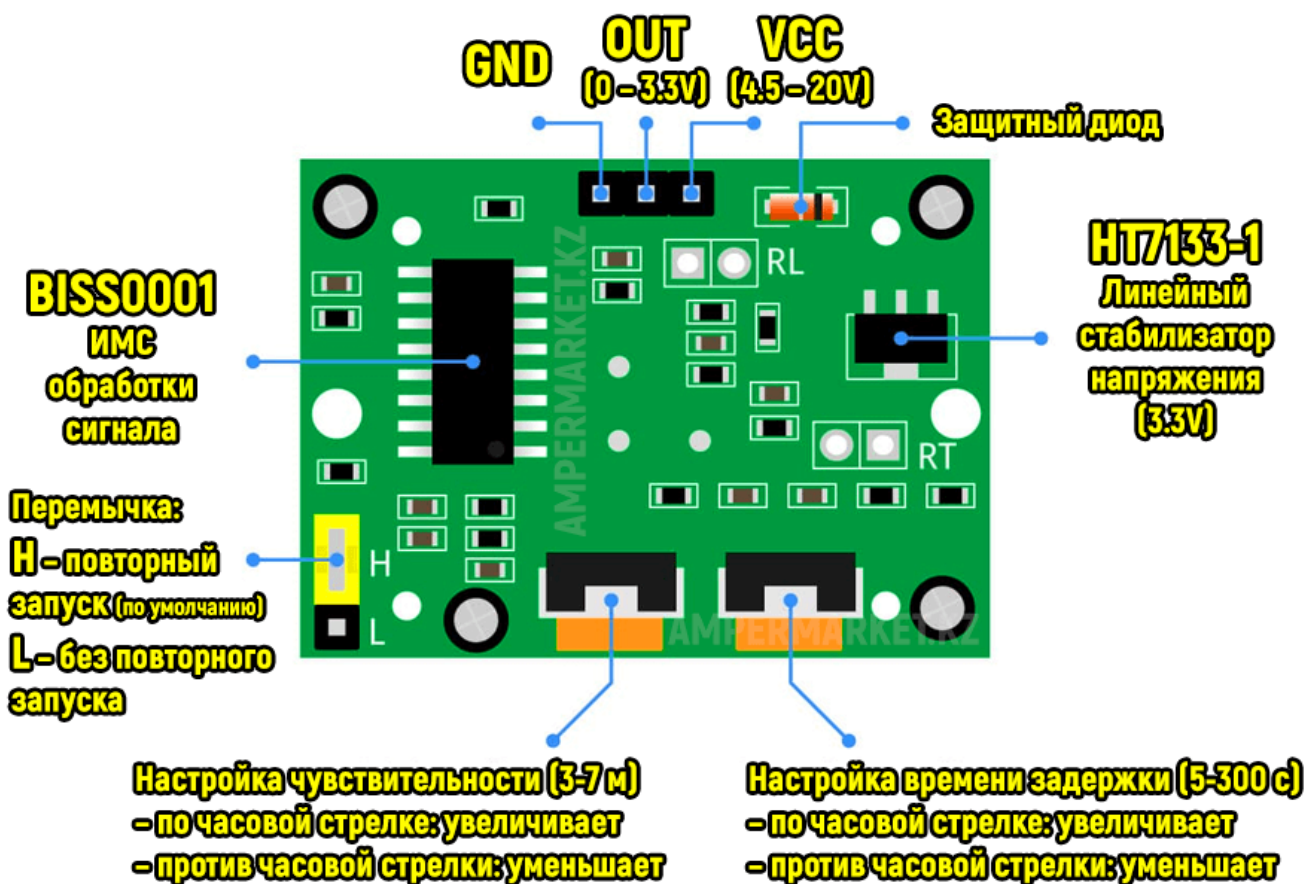 GND
OUT
(0 – 3.3V)
VCC
(4.5 – 20V)
Защитный диод
BISS0001
ИМС
обработки
сигнала
AMPERMARKET.KZ
RL
HT7133-1
Линейный
стабилизатор
напряжения
(3.3V)
RT
Перемычка:
H – повторный
запуск (по умолчанию)
L – без повторного
запуска
H
L
AMPERMARKET.KZ
Настройка чувствительности (3-7 м)
– по часовой стрелке: увеличивает
– против часовой стрелки: уменьшает
Настройка времени задержки (5-300 с)
– по часовой стрелке: увеличивает
– против часовой стрелки: уменьшает